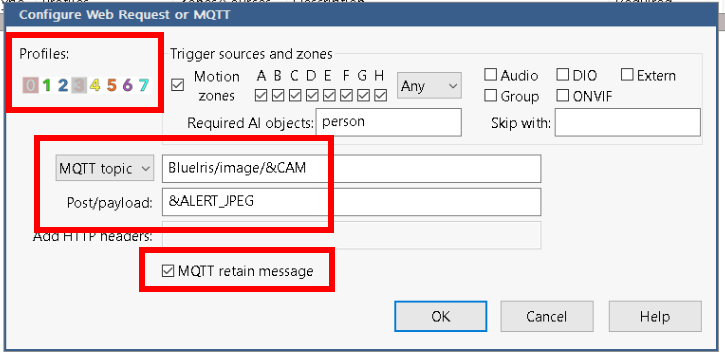 Configure Web Request or MQTT
Profiles:
0 1 2 3 4 5 6 7
Trigger sources and zones
Motion zones
A B C D E F G H
Any
Audio
DIO
Extern
Group
ONVIF
Required AI objects: person
Skip with:
MQTT topic
BlueIris/image/&CAM
Post/payload:
&ALERT_JPEG
Add HTTP headers:
MQTT retain message
OK
Cancel
Help